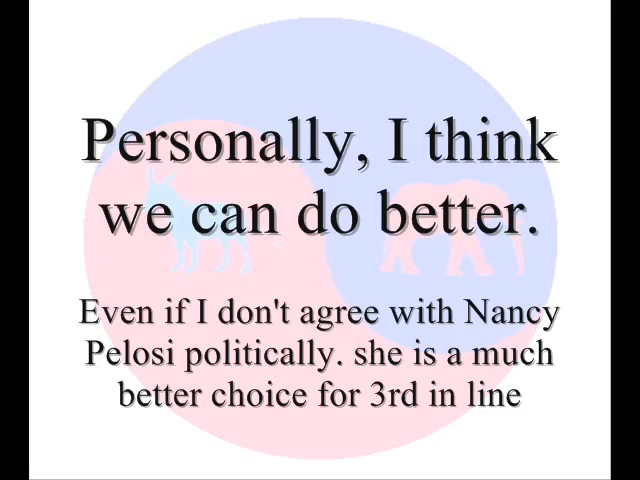 Personally, I think
we can do better.
Even if I don't agree with Nancy
Pelosi politically. she is a much
better choice for 3rd in line